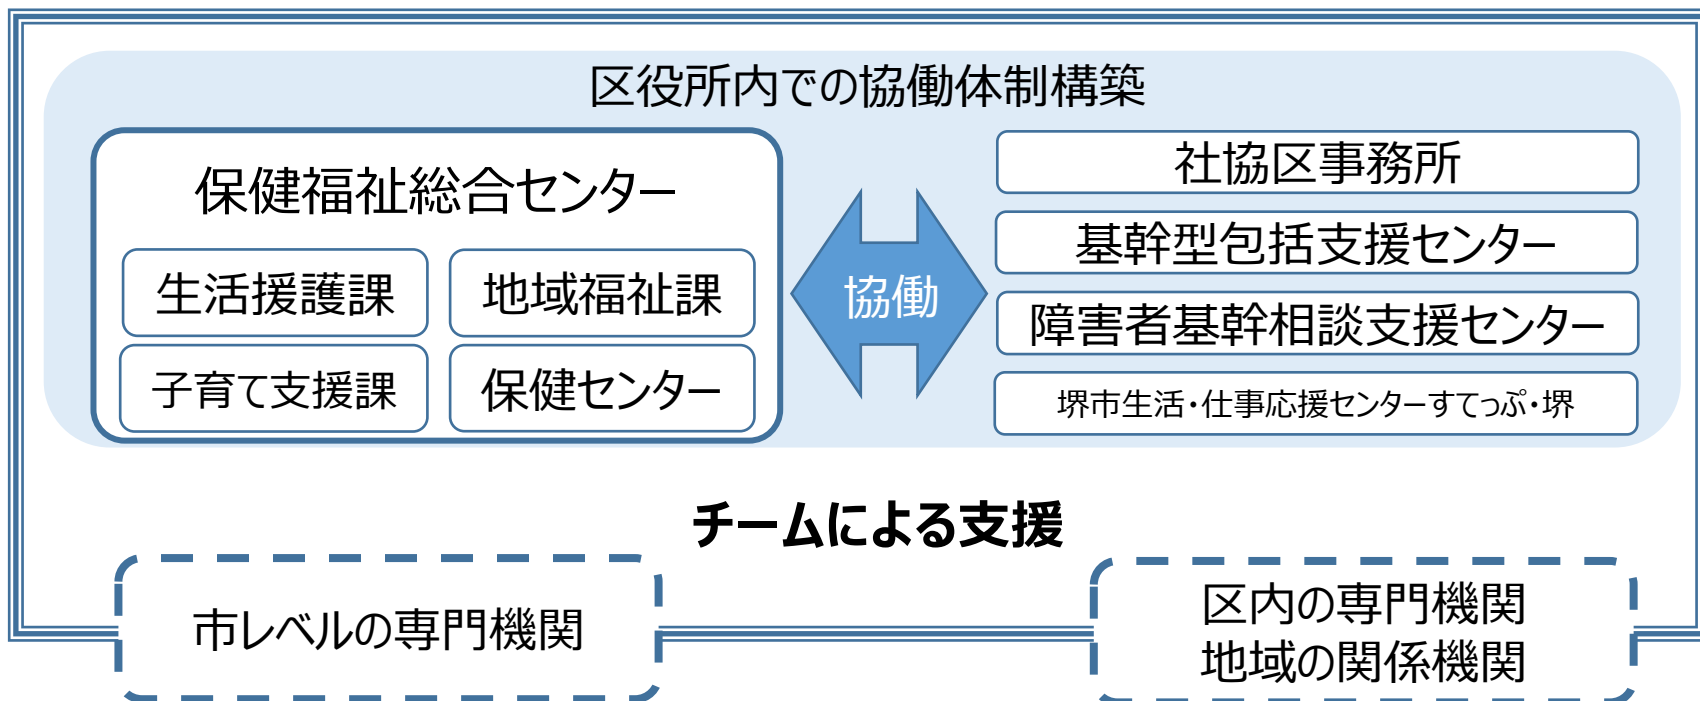 区役所内での協働体制構築
保健福祉総合センター
生活援護課
地域福祉課
子育て支援課
保健センター
協働
社協区事務所
基幹型包括支援センター
障害者基幹相談支援センター
堺市生活・仕事応援センターすてっぷ・堺
チームによる支援
市レベルの専門機関
区内の専門機関
地域の関係機関